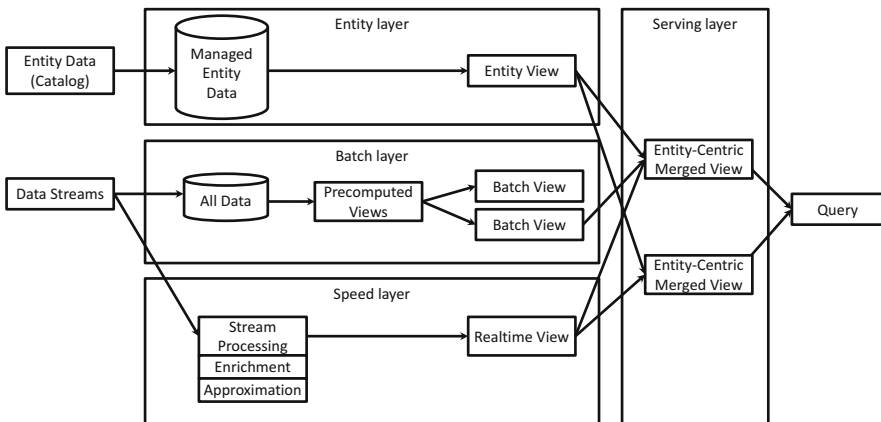 Entity layer
Serving layer
Entity Data
(Catalog)
Managed
Entity
Data
Entity View
Batch layer
Data Streams
All Data
Precomputed
Views
Batch View
Batch View
Entity-Centric
Merged View
Query
Entity-Centric
Merged View
Speed layer
Stream
Processing
Enrichment
Approximation
Realtime View